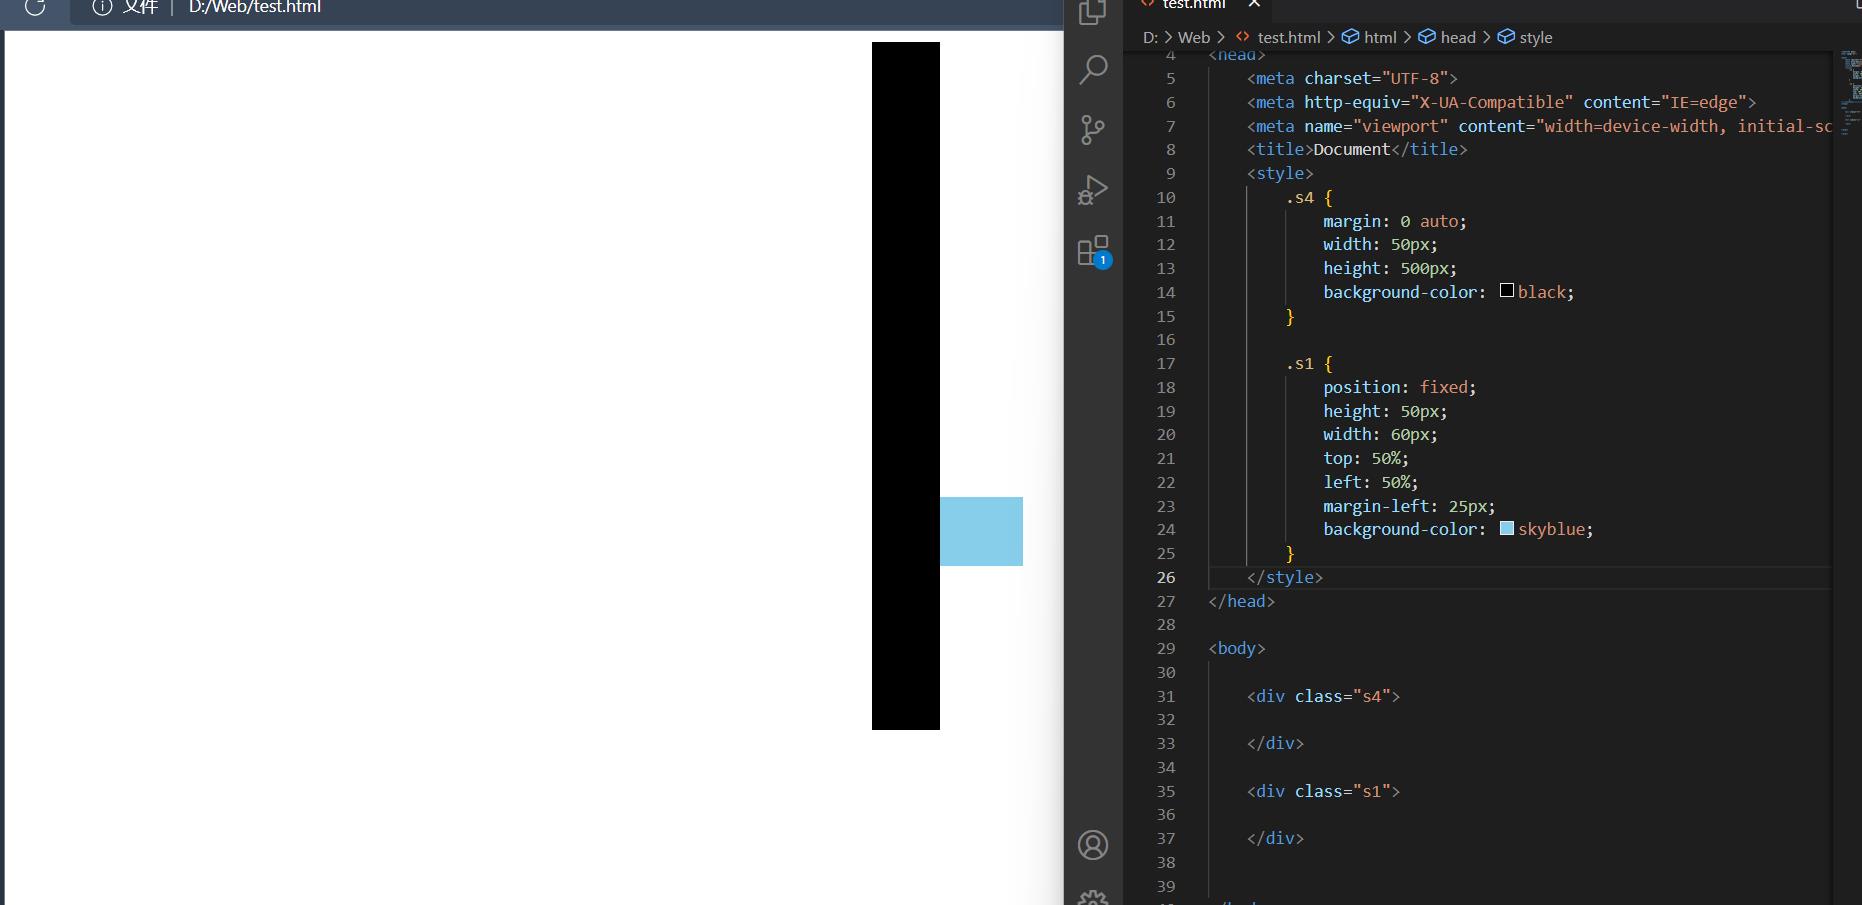 文件 | D:/Web/test.html
test.html
D: > Web > test.html > html > head > style
4 <head>
5 <meta charset="UTF-8">
6 <meta http-equiv="X-UA-Compatible" content="IE=edge">
7 <meta name="viewport" content="width=device-width, initial-sc
8 <title>Document</title>
9 <style>
10 .s4 {
11 margin: 0 auto;
12 width: 50px;
13 height: 500px;
14 background-color: black;
15 }
16
17 .s1 {
18 position: fixed;
19 height: 50px;
20 width: 60px;
21 top: 50%;
22 left: 50%;
23 margin-left: 25px;
24 background-color: skyblue;
25 }
26 </style>
27 </head>
28
29 <body>
30
31 <div class="s4">
32
33 </div>
34
35 <div class="s1">
36
37 </div>
38
39
1